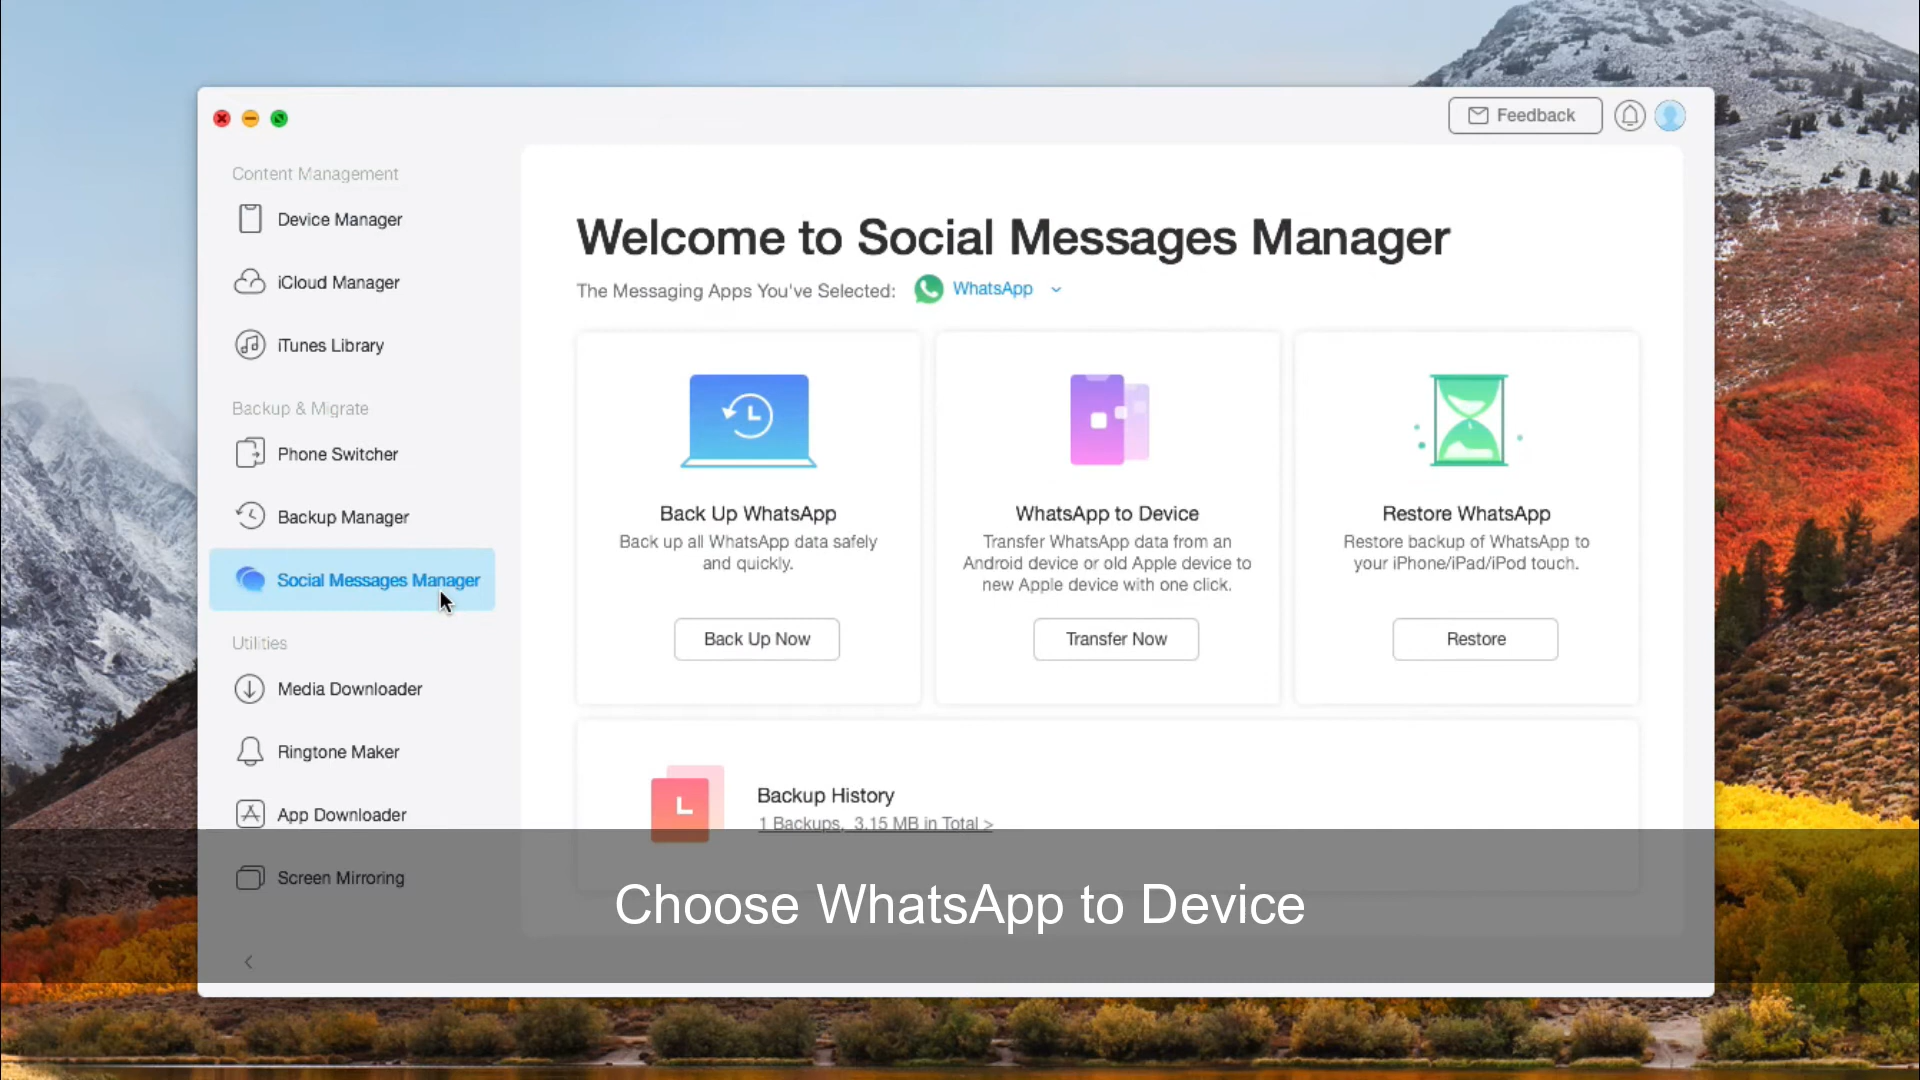 Feedback
Content Management
Device Manager
iCloud Manager
iTunes Library
Backup & Migrate
Phone Switcher
Backup Manager
Social Messages Manager
Utilities
Media Downloader
Ringtone Maker
App Downloader
Screen Mirroring
Welcome to Social Messages Manager
The Messaging Apps You've Selected: WhatsApp
Back Up WhatsApp
Back up all WhatsApp data safely
and quickly.
Back Up Now
WhatsApp to Device
Transfer WhatsApp data from an
Android device or old Apple device to
new Apple device with one click.
Transfer Now
Restore WhatsApp
Restore backup of WhatsApp to
your iPhone/iPad/iPod touch.
Restore
Backup History
1 Backups, 3.15 MB in Total >
Choose WhatsApp to Device